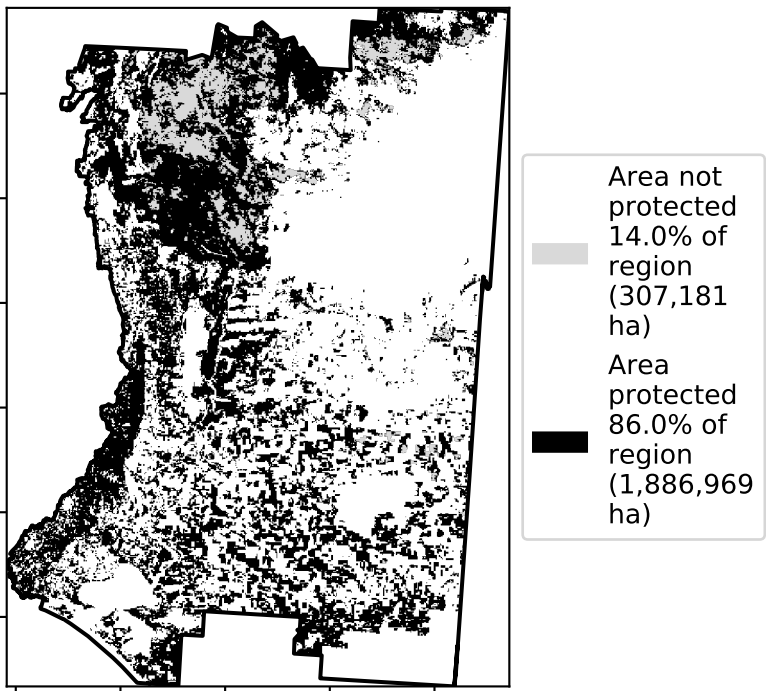 Area not
protected
14.0% of
region
(307,181
ha)
Area
protected
86.0% of
region
(1,886,969
ha)